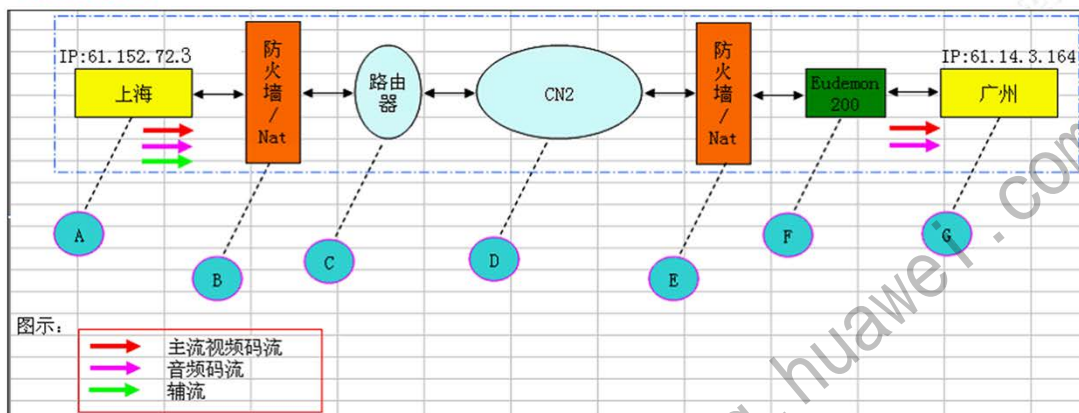 IP:61.152.72.3
上海
防火墙/Nat
路由器
CN2
防火墙/Nat
Eudemon
200
IP:61.14.3.164
广州
A
B
C
D
E
F
G
图示：
主流视频码流
音频码流
辅流
huawei.com